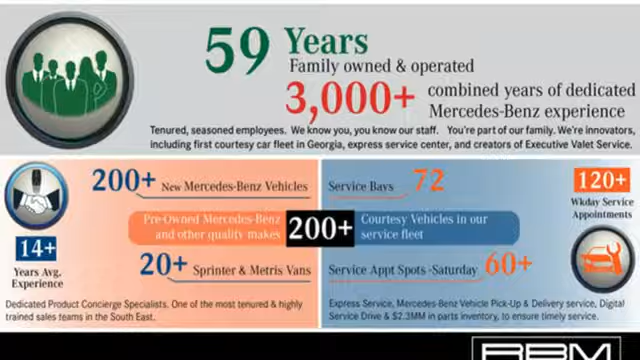 59 Years
Family owned & operated
3,000+ combined years of dedicated
Mercedes-Benz experience
Tenured, seasoned employees. We know you, you know our staff. You're part of our family. We're innovators,
including first courtesy car fleet in Georgia, express service center, and creators of Executive Valet Service.
200+ New Mercedes-Benz Vehicles
Pre-Owned Mercedes-Benz
and other quality makes
200+
20+ Sprinter & Metris Vans
14+
Years Avg.
Experience
Dedicated Product Concierge Specialists. One of the most tenured & highly
trained sales teams in the South East.
Service Bays 72
Courtesy Vehicles in our
service fleet
Service Appt Spots -Saturday 60+
120+
Wkday Service
Appointments
Express Service, Mercedes-Benz Vehicle Pick-Up & Delivery service, Digital
Service Drive & $2.3MM in parts inventory, to ensure timely service.
RBM